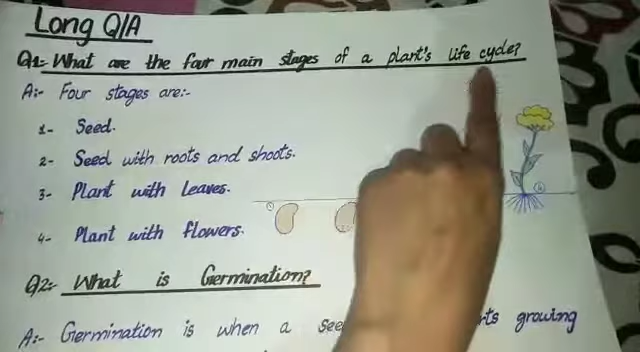 Long Q/A
Q1:- What are the four main stages of a plant's life cycle?
A:- Four stages are:-
1- Seed.
2- Seed with roots and shoots.
3- Plant with Leaves.
4- Plant with flowers.
Q2:- What is Germination?
A:- Germination is when a growing